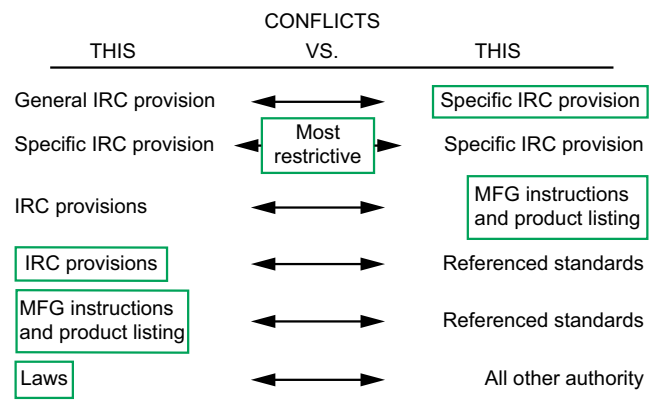 CONFLICTS
THIS VS. THIS
General IRC provision Specific IRC provision
Specific IRC provision Most restrictive Specific IRC provision
IRC provisions MFG instructions and product listing
IRC provisions Referenced standards
MFG instructions and product listing Referenced standards
Laws All other authority